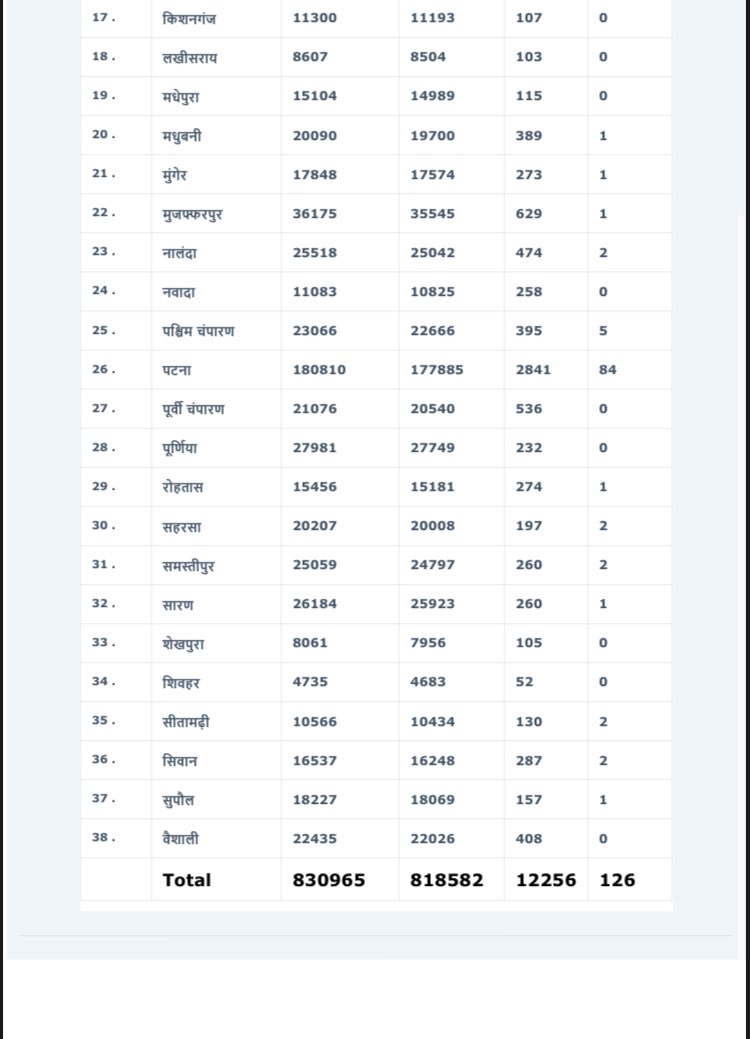 17. किशनगंज 11300 11193 107 0
18. लखीसराय 8607 8504 103 0
19. मधेपुरा 15104 14989 115 0
20. मधुबनी 20090 19700 389 1
21. मुंगेर 17848 17574 273 1
22. मुजफ्फरपुर 36175 35545 629 1
23. नालंदा 25518 25042 474 2
24. नवादा 11083 10825 258 0
25. पश्चिम चंपारण 23066 22666 395 5
26. पटना 180810 177885 2841 84
27. पूर्वी चंपारण 21076 20540 536 0
28. पूर्णिया 27981 27749 232 0
29. रोहतास 15456 15181 274 1
30. सहरसा 20207 20008 197 2
31. समस्तीपुर 25059 24797 260 2
32. सारण 26184 25923 260 1
33. शेखपुरा 8061 7956 105 0
34. शिवहर 4735 4683 52 0
35. सीतामढ़ी 10566 10434 130 2
36. सिवान 16537 16248 287 2
37. सुपौल 18227 18069 157 1
38. वैशाली 22435 22026 408 0
Total 830965 818582 12256 126